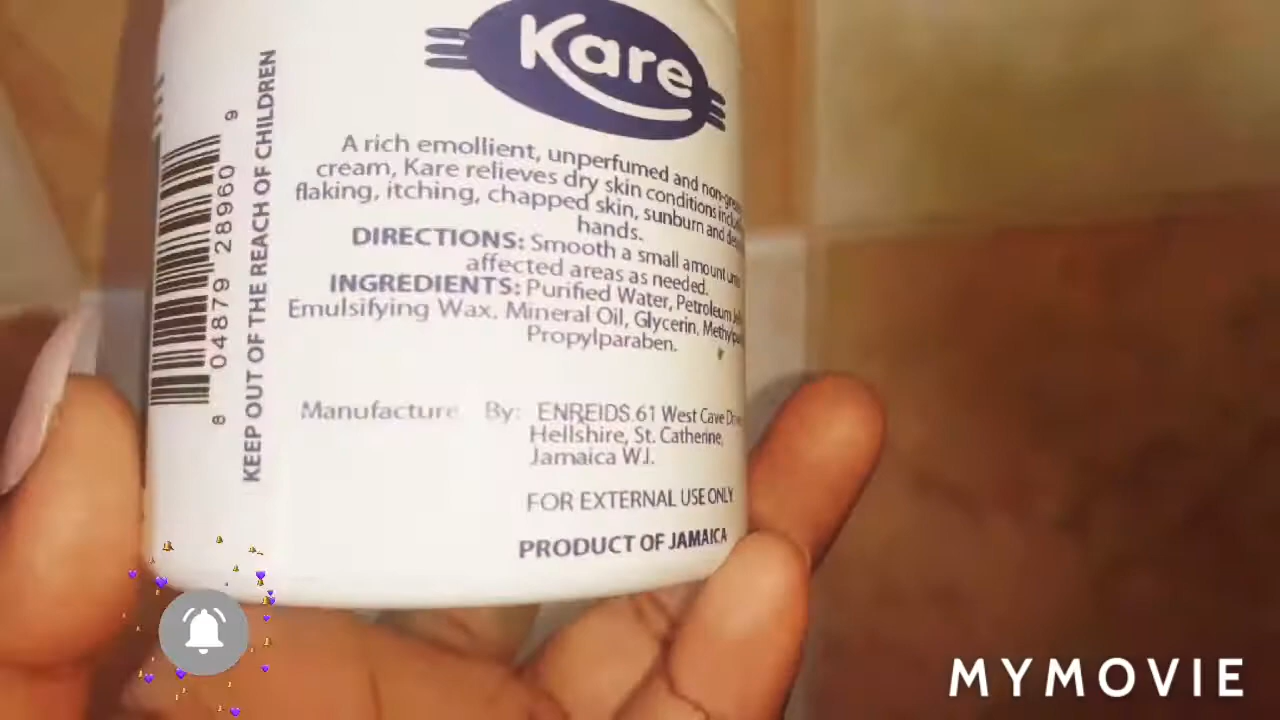 Kare
A rich emollient, unperfumed and
cream, Kare relieves dry skin conditions
flaking, itching, chapped skin, sunburn and
hands.
DIRECTIONS: Smooth a small amount
affected areas as needed.
INGREDIENTS: Purified Water, Petroleum
Emulsifying Wax, Mineral Oil, Glycerin,
Propylparaben.
Manufacture By: ENREIDS 61 West Cave
Hellshire, St. Catherine,
Jamaica W.I.
FOR EXTERNAL USE ONLY
PRODUCT OF JAMAICA
KEEP OUT OF THE REACH OF CHILDREN
8 04879 28960 9
MYMOVIE